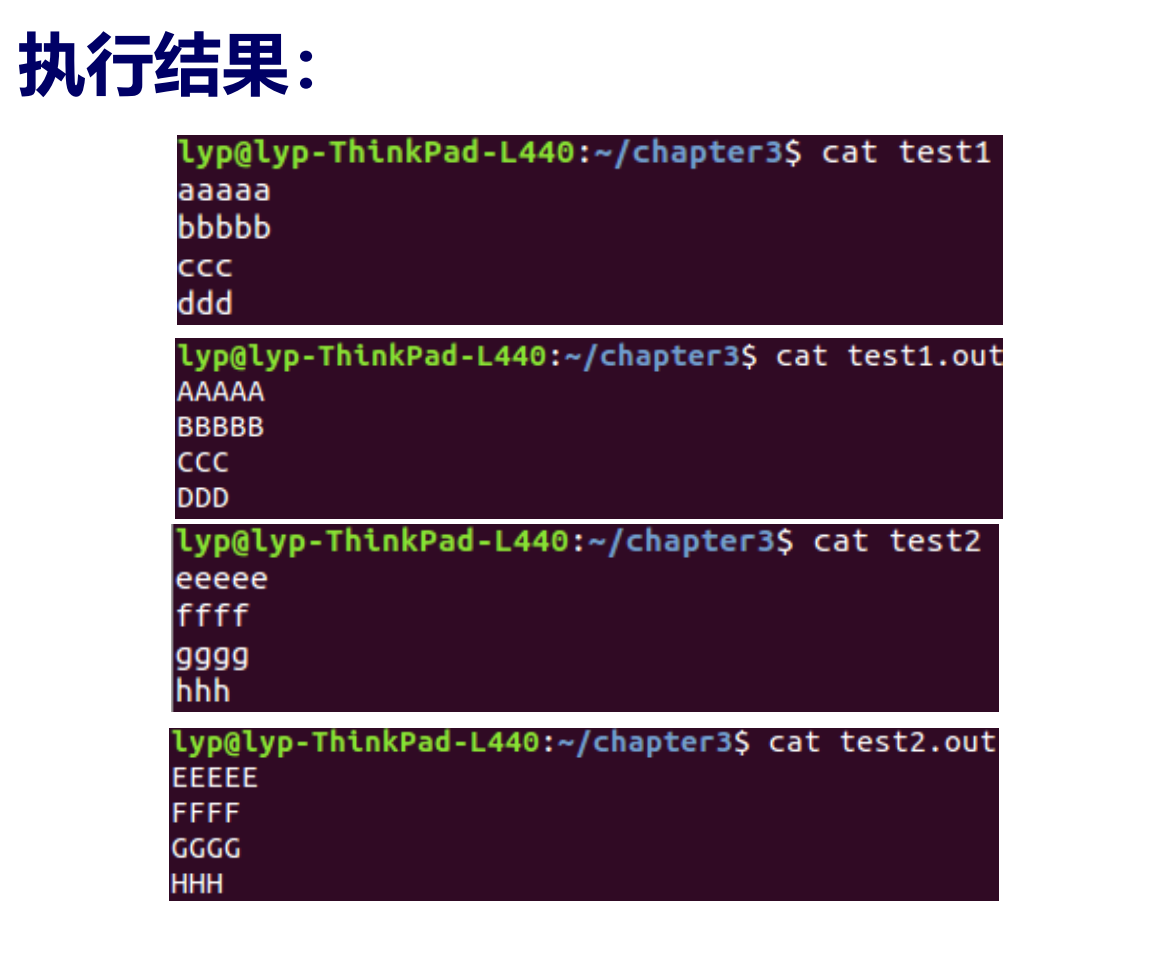 执行结果：
lyp@lyp-ThinkPad-L440:~/chapter3$ cat test1
aaaaa
bbbbb
ccc
ddd
lyp@lyp-ThinkPad-L440:~/chapter3$ cat test1.out
AAAAA
BBBBB
CCC
DDD
lyp@lyp-ThinkPad-L440:~/chapter3$ cat test2
eeeee
ffff
gggg
hhh
lyp@lyp-ThinkPad-L440:~/chapter3$ cat test2.out
EEEEE
FFFF
GGGG
HHH